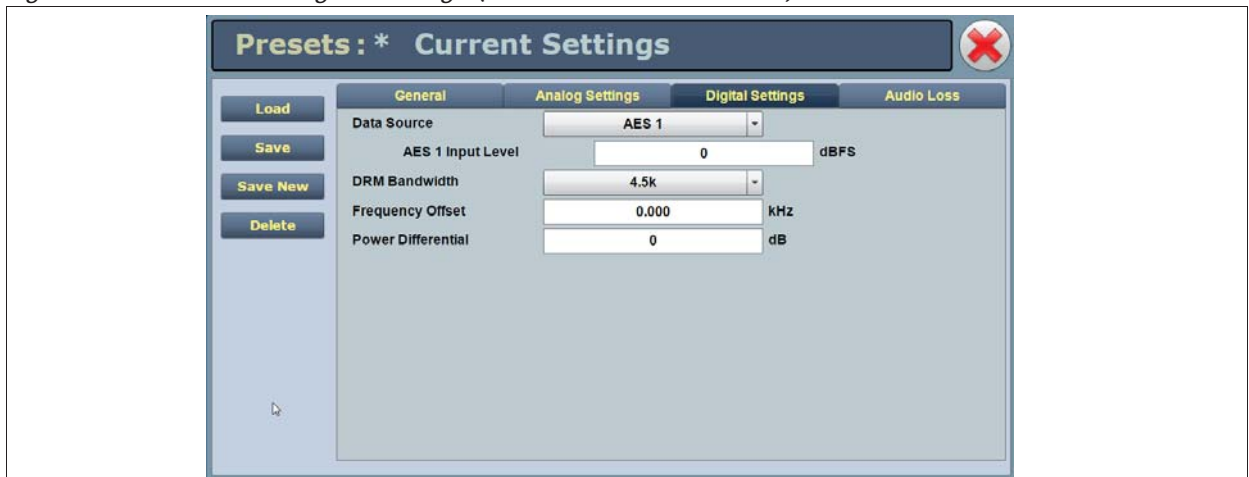 Presets:* Current Settings
General Analog Settings Digital Settings Audio Loss
Load
Save
Save New
Delete
Data Source AES 1
AES 1 Input Level 0 dBFS
DRM Bandwidth 4.5k
Frequency Offset 0.000 kHz
Power Differential 0 dB